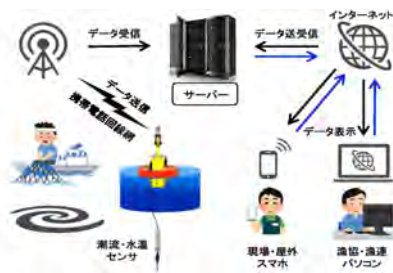 データ受信
データ送受信
インターネット
サーバー
データ送信
携帯電話回線網
データ表示
潮流・水温
センサ
現場・屋外
スマホ
漁協・漁連
パソコン